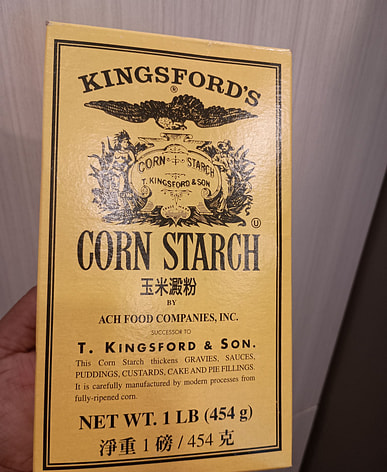 KINGSFORD'S
®
CORN STARCH
T. KINGSFORD & SON
U
CORN STARCH
玉米澱粉
BY
ACH FOOD COMPANIES, INC.
SUCCESSOR TO
T. KINGSFORD & SON.
This Corn Starch thickens GRAVIES, SAUCES,
PUDDINGS, CUSTARDS, CAKE AND PIE FILLINGS.
It is carefully manufactured by modern processes from
fully-ripened corn.
NET WT. 1 LB (454 g)
淨重 1 磅 / 454 克